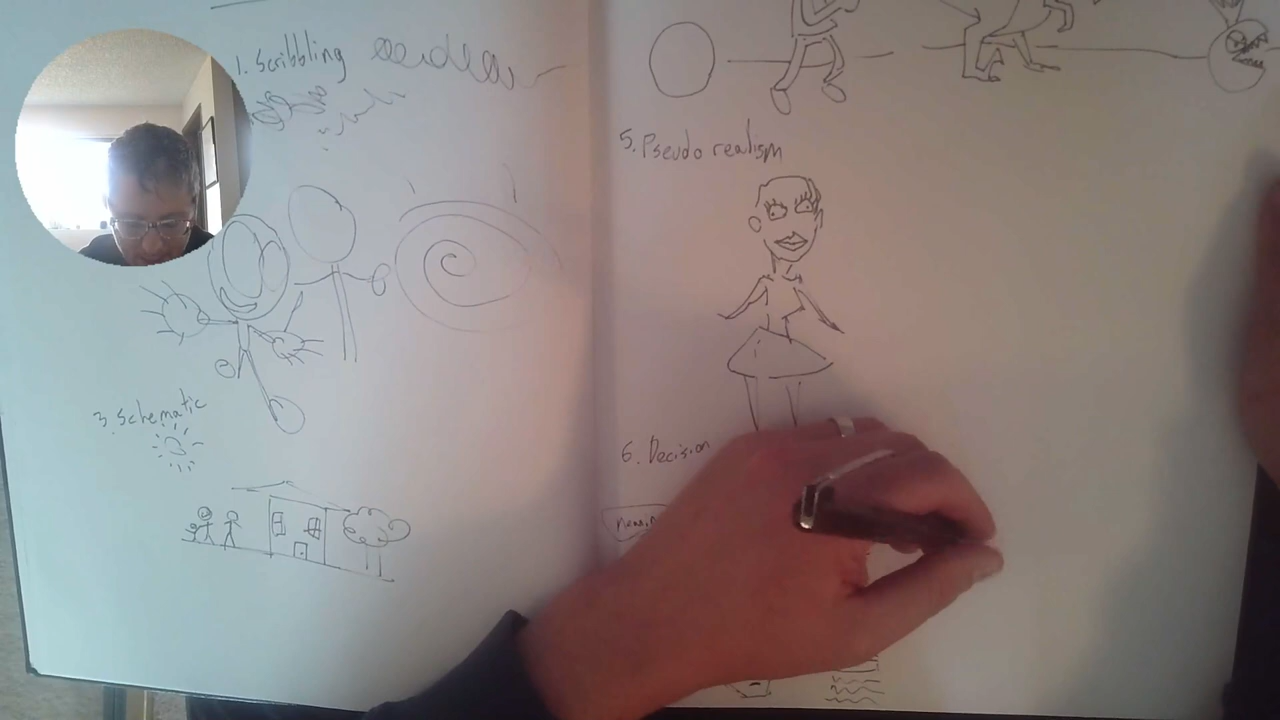 1. Scribbling
3. Schematic
5. Pseudo realism
6. Decision